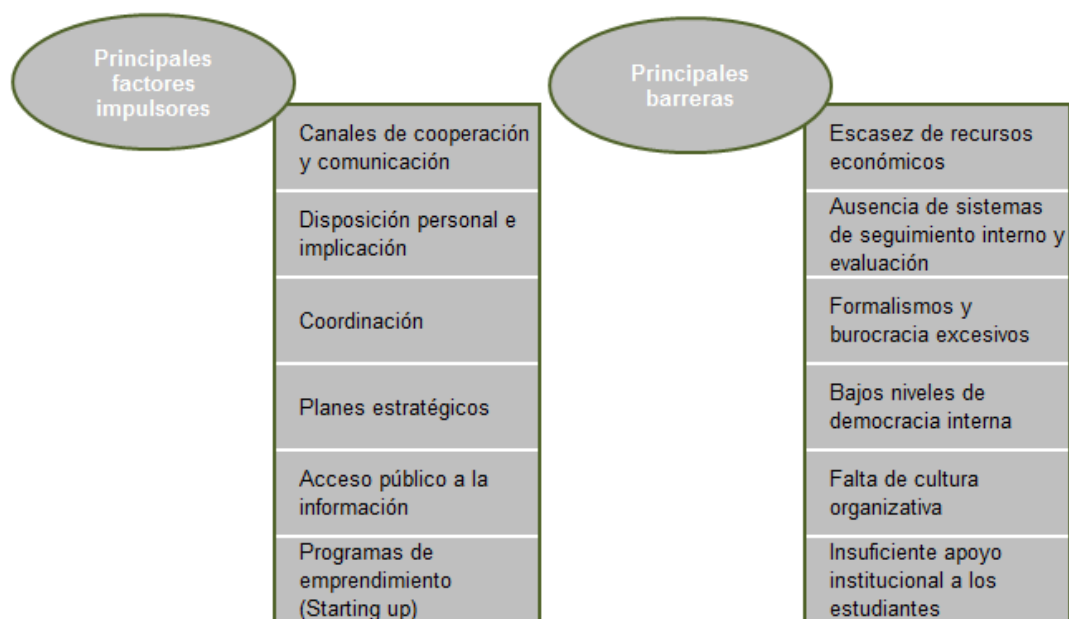 Principales
factores
impulsores
Canales de cooperación
y comunicación
Disposición personal e
implicación
Coordinación
Planes estratégicos
Acceso público a la
información
Programas de
emprendimiento
(Starting up)
Principales
barreras
Escasez de recursos
económicos
Ausencia de sistemas
de seguimiento interno y
evaluación
Formalismos y
burocracia excesivos
Bajos niveles de
democracia interna
Falta de cultura
organizativa
Insuficiente apoyo
institucional a los
estudiantes